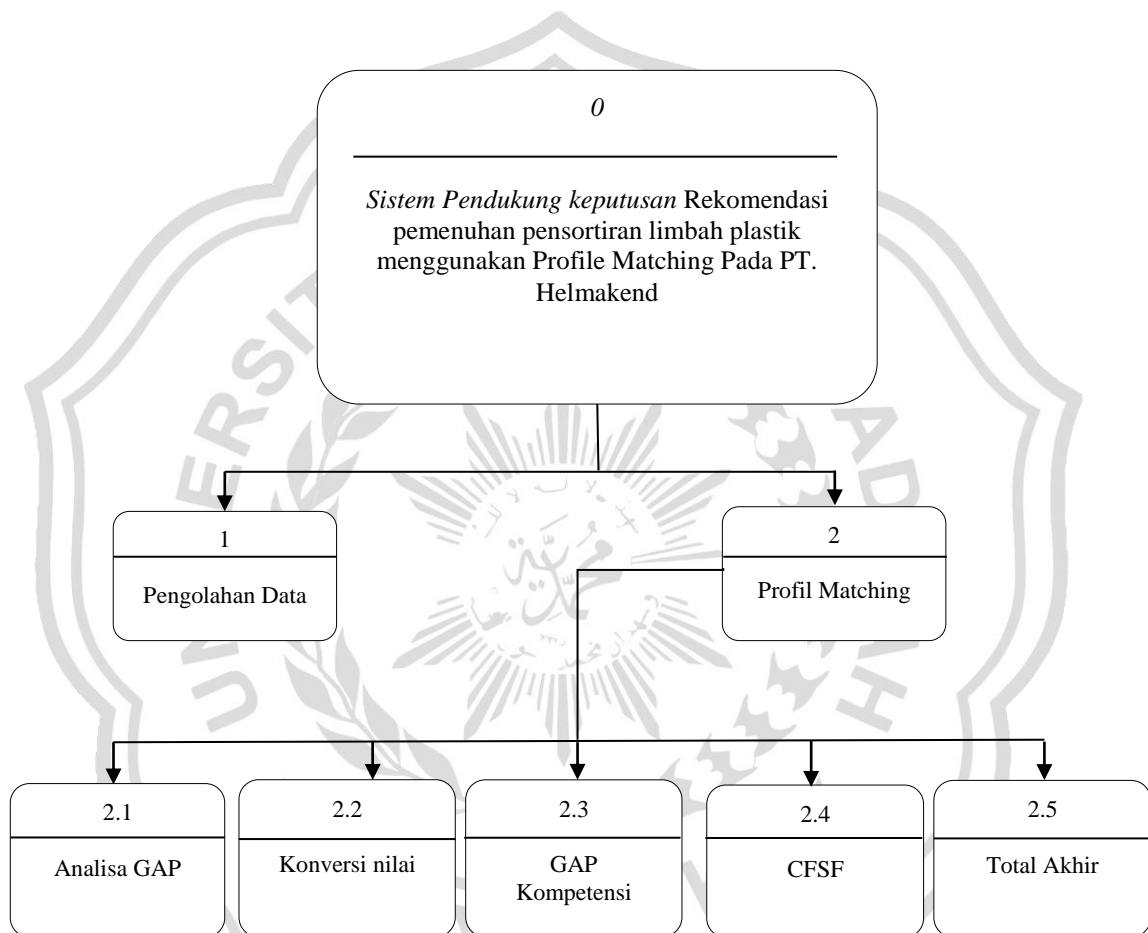 0
Sistem Pendukung keputusan Rekomendasi
pemenuhan pensortiran limbah plastik
menggunakan Profile Matching Pada PT.
Helmakend
1
Pengolahan Data
2
Profil Matching
2.1
Analisa GAP
2.2
Konversi nilai
2.3
GAP
Kompetensi
2.4
CFSF
2.5
Total Akhir